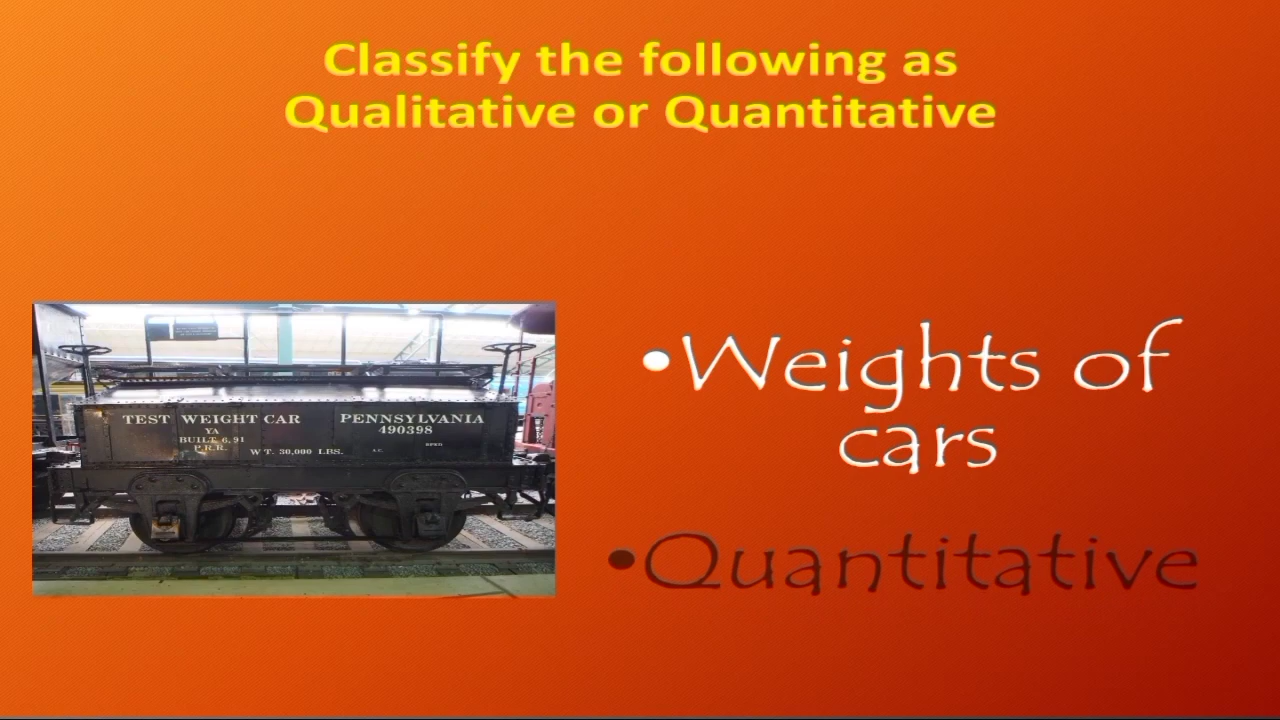 Classify the following as
Qualitative or Quantitative
TEST WEIGHT CAR
YA
BUILT 6.91
P.R.R.
WT. 30,000 LBS.
PENNSYLVANIA
490398
•Weights of
cars
•Quantitative